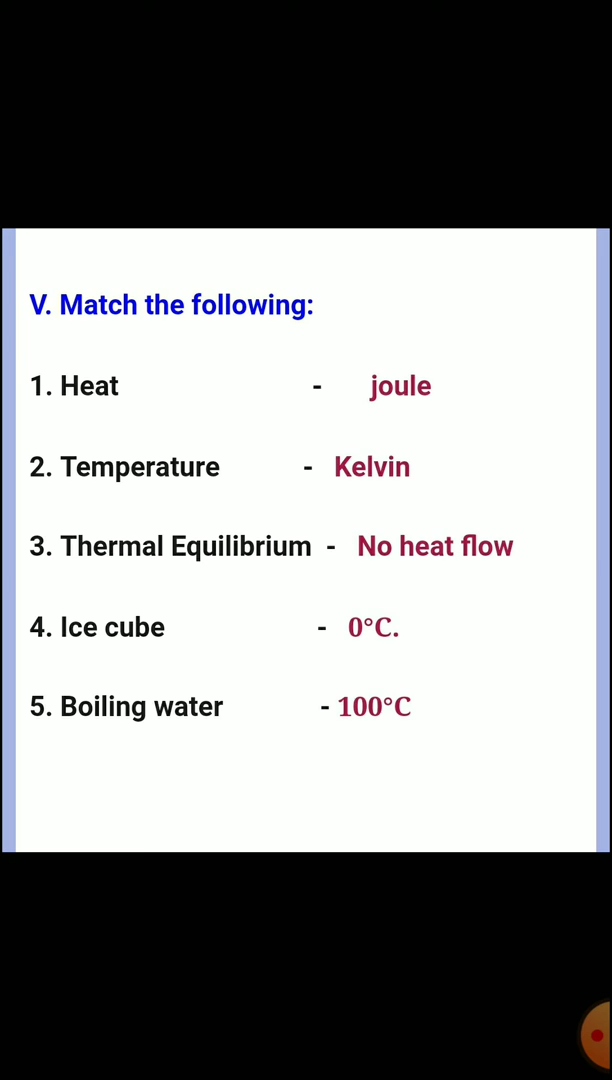 V. Match the following:
1. Heat - joule
2. Temperature - Kelvin
3. Thermal Equilibrium - No heat flow
4. Ice cube - 0°C.
5. Boiling water - 100°C